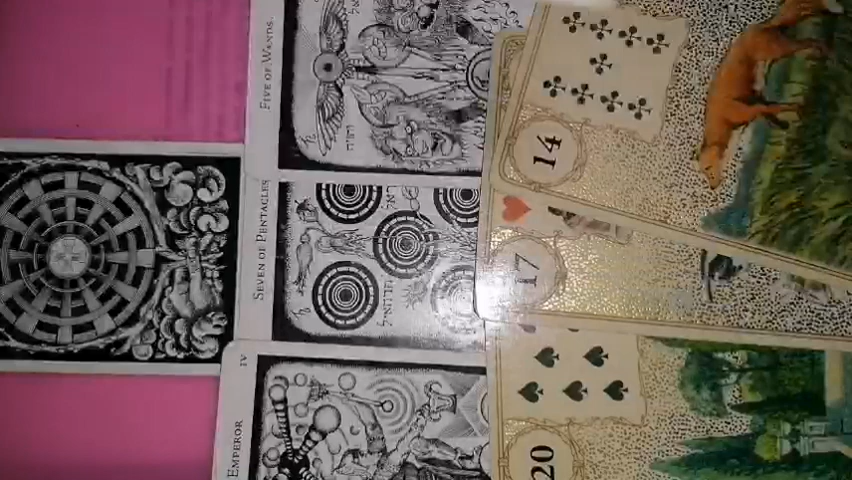 FIVE OF WANDS.
SEVEN OF PENTACLES
IV
EMPEROR
14
17
20